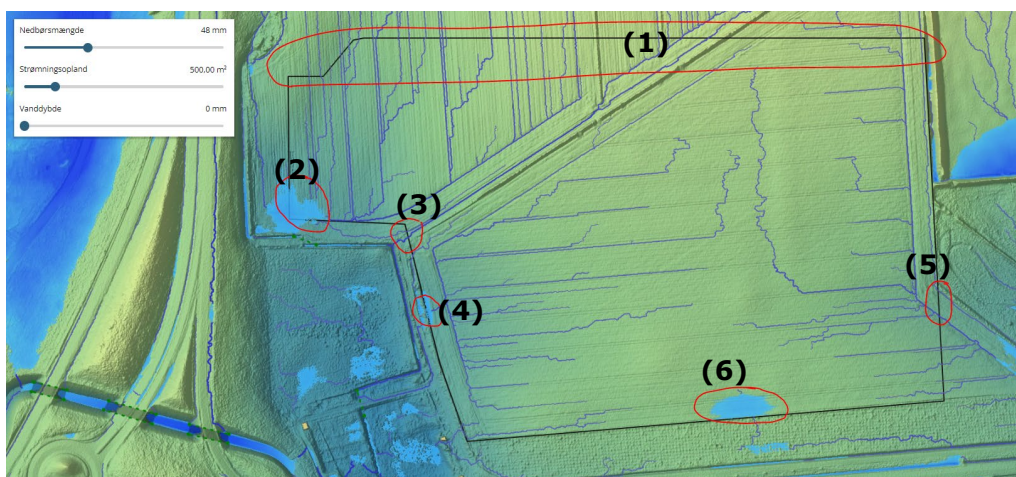 Nedbørsmængde 48 mm
Strømningsopland 500,00 m²
Vanddybde 0 mm
(1)
(2)
(3)
(5)
(4)
(6)